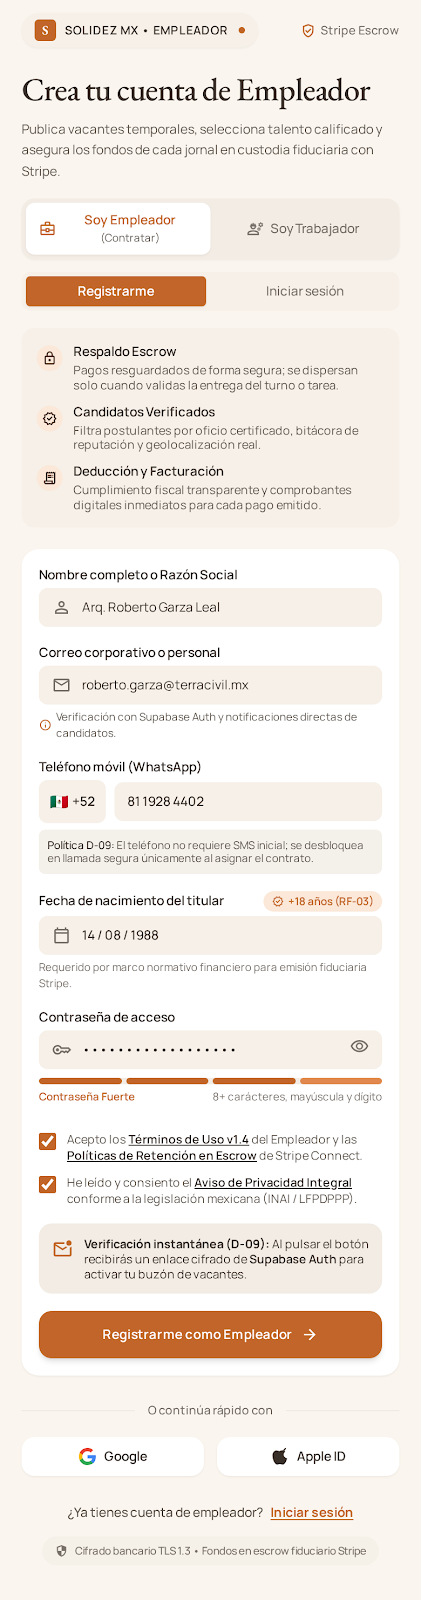 S SOLIDEZ MX • EMPLEADOR
Stripe Escrow
Crea tu cuenta de Empleador
Publica vacantes temporales, selecciona talento calificado y
asegura los fondos de cada jornal en custodia fiduciaria con
Stripe.
Soy Empleador
(Contratar)
Soy Trabajador
Registrarme
Iniciar sesión
Respaldo Escrow
Pagos resguardados de forma segura; se dispersan
solo cuando validas la entrega del turno o tarea.
Candidatos Verificados
Filtra postulantes por oficio certificado, bitácora de
reputación y geolocalización real.
Deducción y Facturación
Cumplimiento fiscal transparente y comprobantes
digitales inmediatos para cada pago emitido.
Nombre completo o Razón Social
Arq. Roberto Garza Leal
Correo corporativo o personal
roberto.garza@terracivil.mx
Verificación con Supabase Auth y notificaciones directas de
candidatos.
Teléfono móvil (WhatsApp)
🇲🇽 +52
81 1928 4402
Política D-09: El teléfono no requiere SMS inicial; se desbloquea
en llamada segura únicamente al asignar el contrato.
Fecha de nacimiento del titular
+18 años (RF-03)
14 / 08 / 1988
Requerido por marco normativo financiero para emisión fiduciaria
Stripe.
Contraseña de acceso
••••••••••••••••••
Contraseña Fuerte
8+ carácteres, mayúscula y dígito
Acepto los Términos de Uso v1.4 del Empleador y las
Políticas de Retención en Escrow de Stripe Connect.
He leído y consiento el Aviso de Privacidad Integral
conforme a la legislación mexicana (INAI / LFPDPPP).
Verificación instantánea (D-09): Al pulsar el botón
recibirás un enlace cifrado de Supabase Auth para
activar tu buzón de vacantes.
Registrarme como Empleador →
O continúa rápido con
Google
Apple ID
¿Ya tienes cuenta de empleador? Iniciar sesión
Cifrado bancario TLS 1.3 • Fondos en escrow fiduciario Stripe